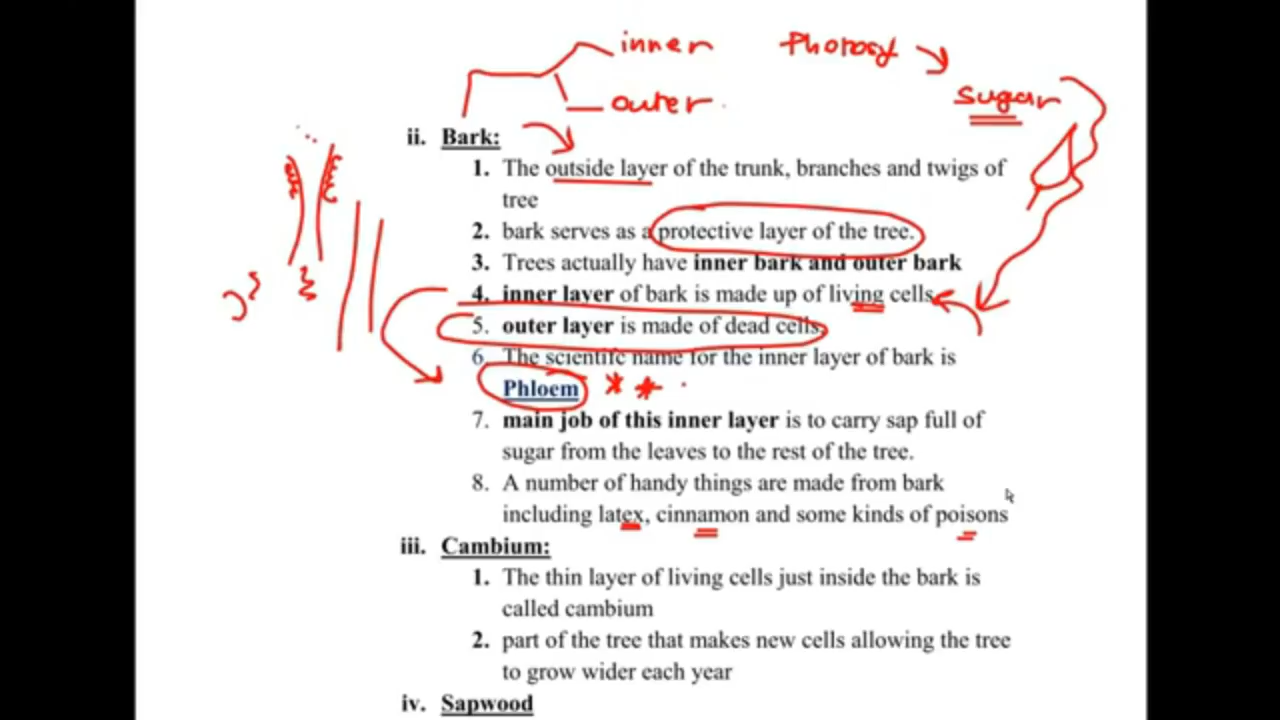 inner Photosy
sugar
outer
ii. Bark:
1. The outside layer of the trunk, branches and twigs of
tree
2. bark serves as a protective layer of the tree.
3. Trees actually have inner bark and outer bark
4. inner layer of bark is made up of living cells
5. outer layer is made of dead cells.
6. The scientifc name for the inner layer of bark is
Phloem
7. main job of this inner layer is to carry sap full of
sugar from the leaves to the rest of the tree.
8. A number of handy things are made from bark
including latex, cinnamon and some kinds of poisons
iii. Cambium:
1. The thin layer of living cells just inside the bark is
called cambium
2. part of the tree that makes new cells allowing the tree
to grow wider each year
iv. Sapwood